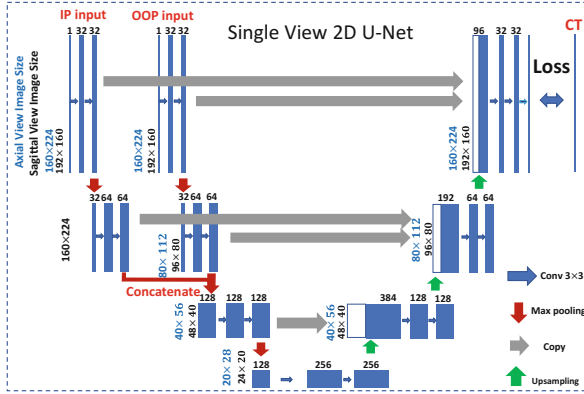 IP input
OOP input
Single View 2D U-Net
CT
1 32 32
1 32 32
96 32 32
Axial View Image Size
Sagittal View Image Size
160×224
192×160
160×224
192×160
160×224
192×160
Loss
32 64 64
32 64 64
192 64 64
160×224
80×112
96×80
80×112
96×80
Concatenate
128 128 128
384 128 128
40×56
48×40
40×56
48×40
20×28
24×20
128 256 256
Conv 3×3
Max pooling
Copy
Upsampling